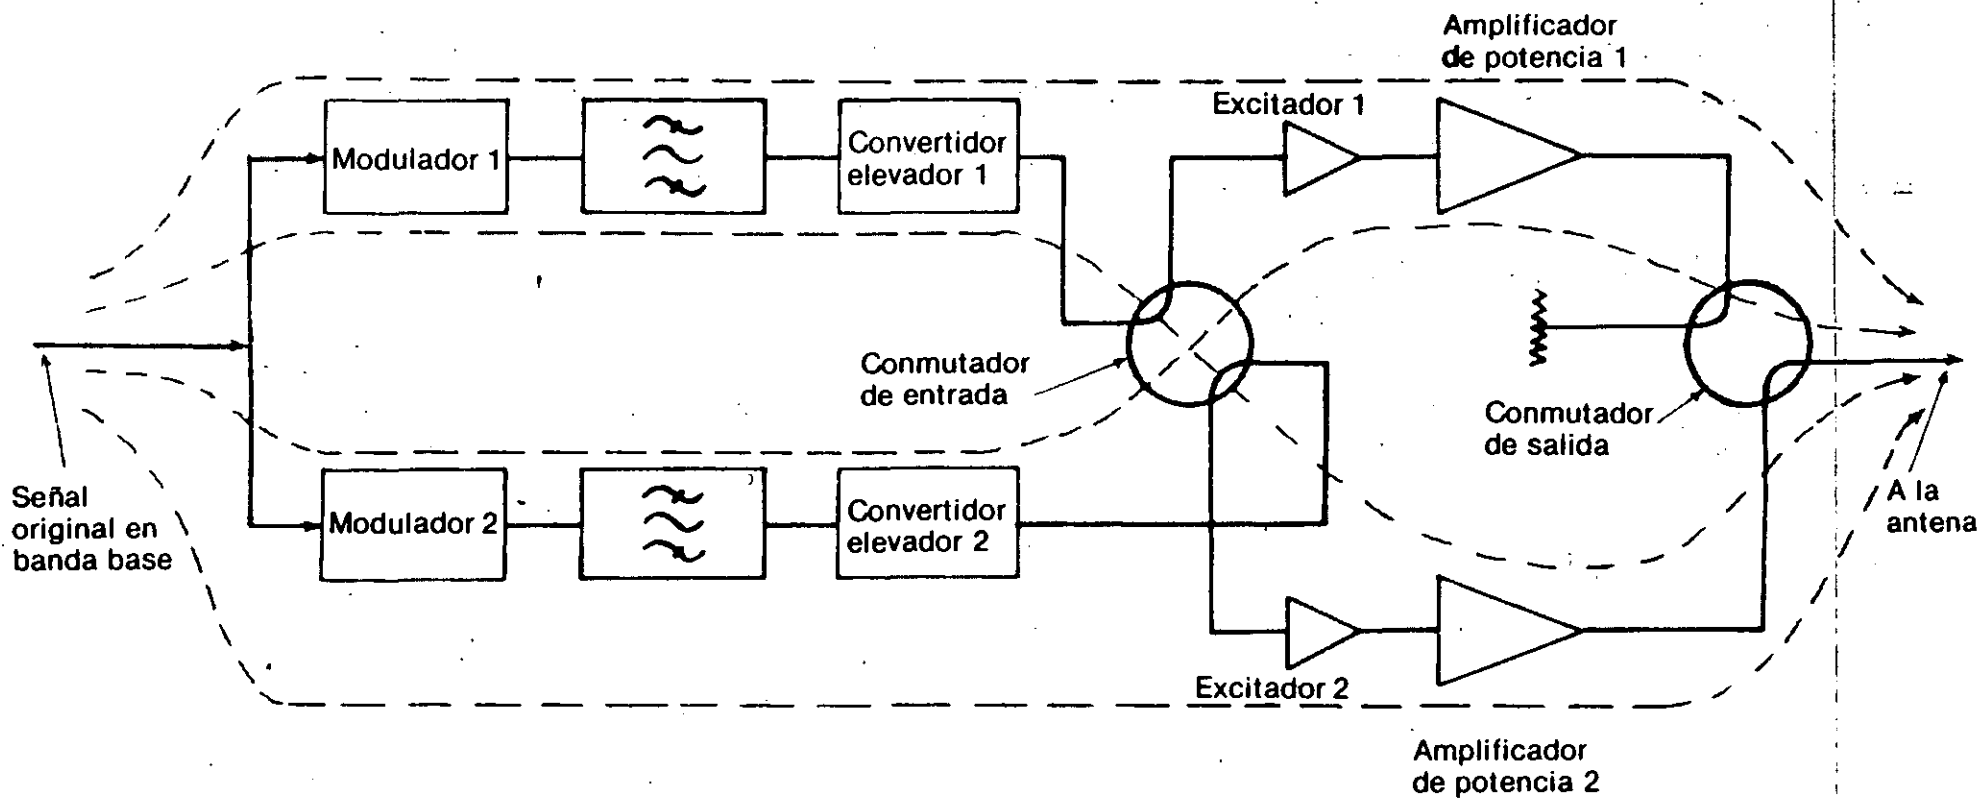 Amplificador
de potencia 1
Excitador 1
Modulador 1
Convertidor
elevador 1
Conmutador
de entrada
Conmutador
de salida
Señal
original en
banda base
A la
antena
Modulador 2
Convertidor
elevador 2
Excitador 2
Amplificador
de potencia 2